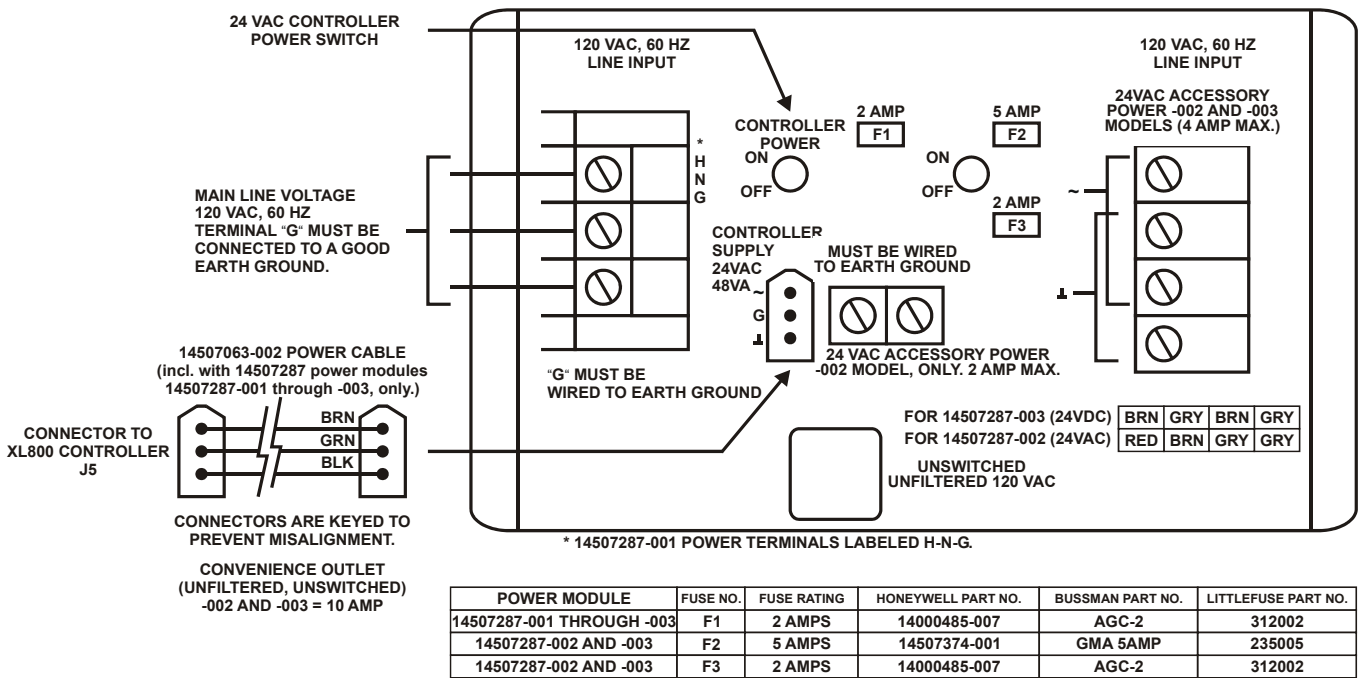 24 VAC CONTROLLER
POWER SWITCH
120 VAC, 60 HZ
LINE INPUT
120 VAC, 60 HZ
LINE INPUT
24VAC ACCESSORY
POWER -002 AND -003
MODELS (4 AMP MAX.)
2 AMP
F1
5 AMP
F2
CONTROLLER
POWER
ON
OFF
ON
OFF
*
H
N
G
~
2 AMP
F3
MAIN LINE VOLTAGE
120 VAC, 60 HZ
TERMINAL "G" MUST BE
CONNECTED TO A GOOD
EARTH GROUND.
CONTROLLER
SUPPLY
24VAC
48VA
~
G
MUST BE WIRED
TO EARTH GROUND
24 VAC ACCESSORY POWER
-002 MODEL, ONLY. 2 AMP MAX.
"G" MUST BE
WIRED TO EARTH GROUND
14507063-002 POWER CABLE
(incl. with 14507287 power modules
14507287-001 through -003, only.)
BRN
GRN
BLK
CONNECTOR TO
XL800 CONTROLLER
J5
FOR 14507287-003 (24VDC) BRN GRY BRN GRY
FOR 14507287-002 (24VAC) RED BRN GRY GRY
UNSWITCHED
UNFILTERED 120 VAC
CONNECTORS ARE KEYED TO
PREVENT MISALIGNMENT.
* 14507287-001 POWER TERMINALS LABELED H-N-G.
CONVENIENCE OUTLET
(UNFILTERED, UNSWITCHED)
-002 AND -003 = 10 AMP
POWER MODULE FUSE NO. FUSE RATING HONEYWELL PART NO. BUSSMAN PART NO. LITTLEFUSE PART NO.
14507287-001 THROUGH -003 F1 2 AMPS 14000485-007 AGC-2 312002
14507287-002 AND -003 F2 5 AMPS 14507374-001 GMA 5AMP 235005
14507287-002 AND -003 F3 2 AMPS 14000485-007 AGC-2 312002